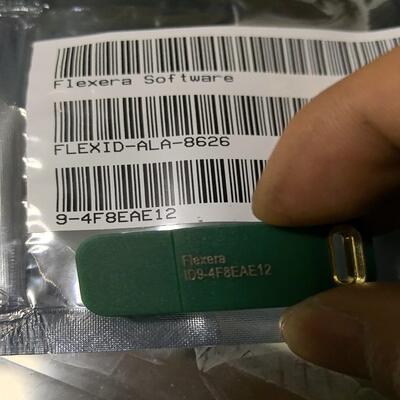 Flexera Software
FLEXID-ALA-8626
9-4F8EAE12
Flexera
ID9-4F8EAE12